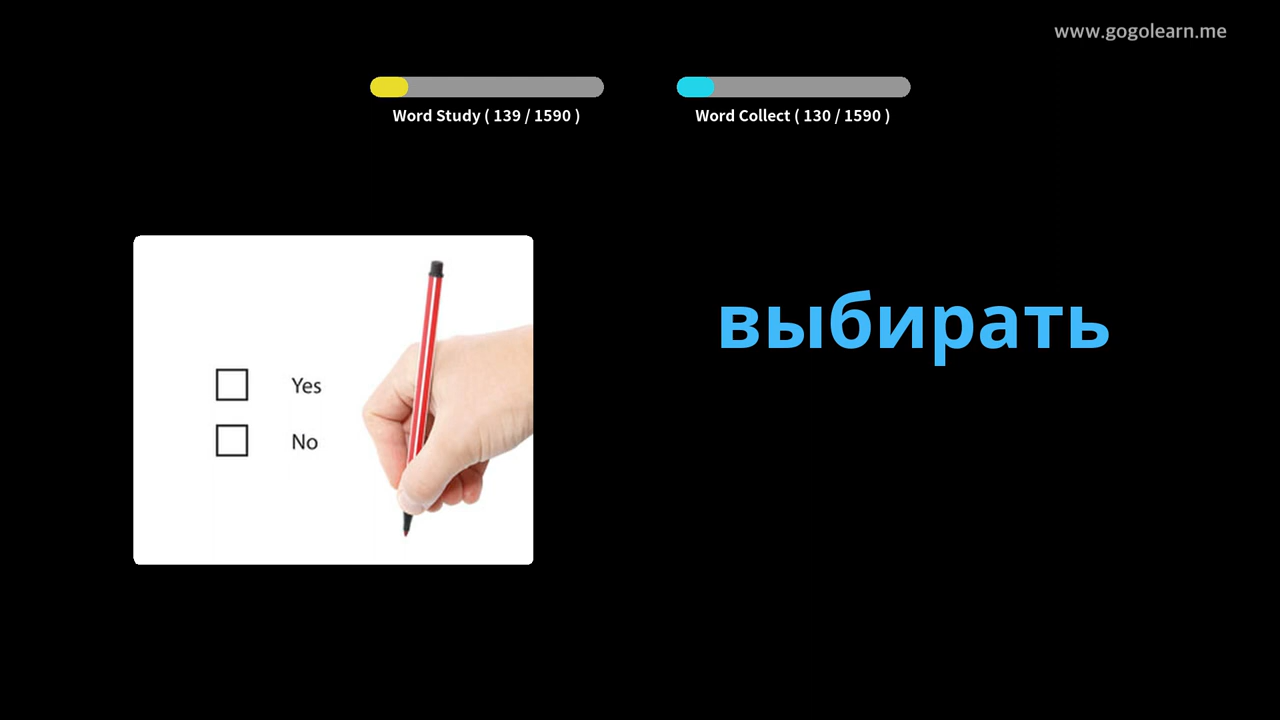 www.gogolearn.me
Word Study ( 139 / 1590 )
Word Collect ( 130 / 1590 )
Yes
No
выбирать